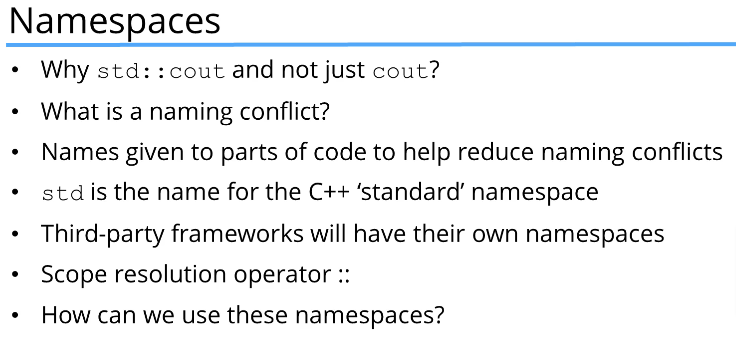 Namespaces
• Why std::cout and not just cout?
• What is a naming conflict?
• Names given to parts of code to help reduce naming conflicts
• std is the name for the C++ ‘standard’ namespace
• Third-party frameworks will have their own namespaces
• Scope resolution operator ::
• How can we use these namespaces?